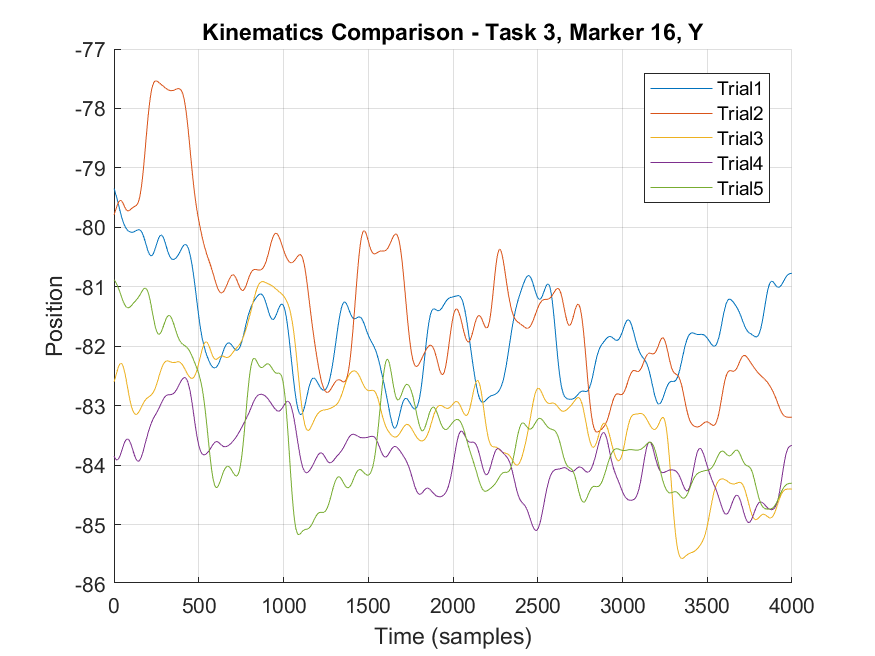 Kinematics Comparison - Task 3, Marker 16, Y
-77
-78
-79
-80
-81
-82
-83
-84
-85
-86
Position
Trial1
Trial2
Trial3
Trial4
Trial5
0 500 1000 1500 2000 2500 3000 3500 4000
Time (samples)